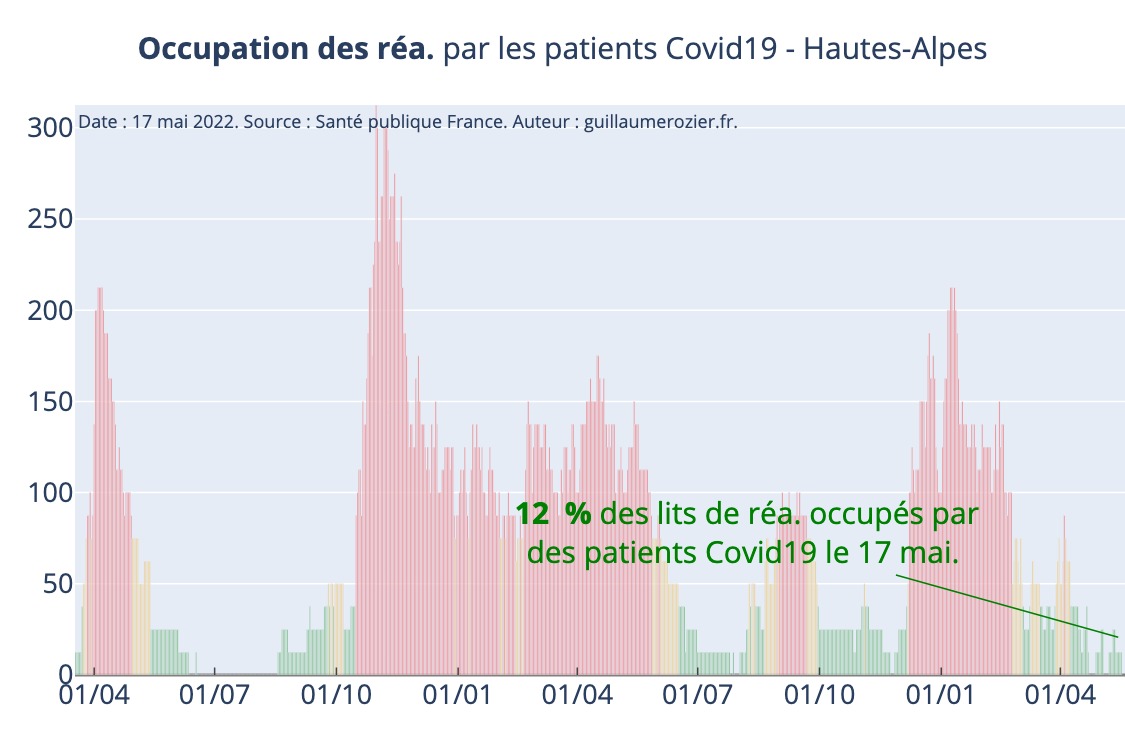 Occupation des réa. par les patients Covid19 - Hautes-Alpes
Date : 17 mai 2022. Source : Santé publique France. Auteur : guillaumerozier.fr.
300
250
200
150
100
50
0
12 % des lits de réa. occupés par
des patients Covid19 le 17 mai.
01/04 01/07 01/10 01/01 01/04 01/07 01/10 01/01 01/04